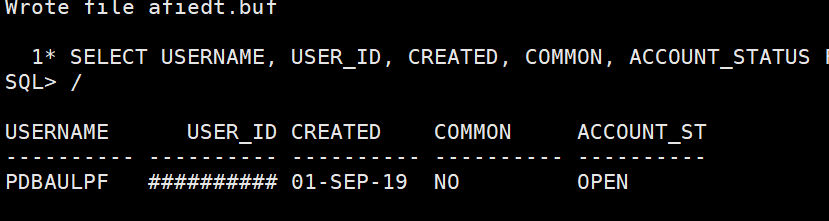 Wrote file afiedt.buf
1* SELECT USERNAME, USER_ID, CREATED, COMMON, ACCOUNT_STATUS
SQL> /
USERNAME USER_ID CREATED COMMON ACCOUNT_ST
---------- ---------- ---------- ---------- ----------
PDBAULPF ########## 01-SEP-19 NO OPEN